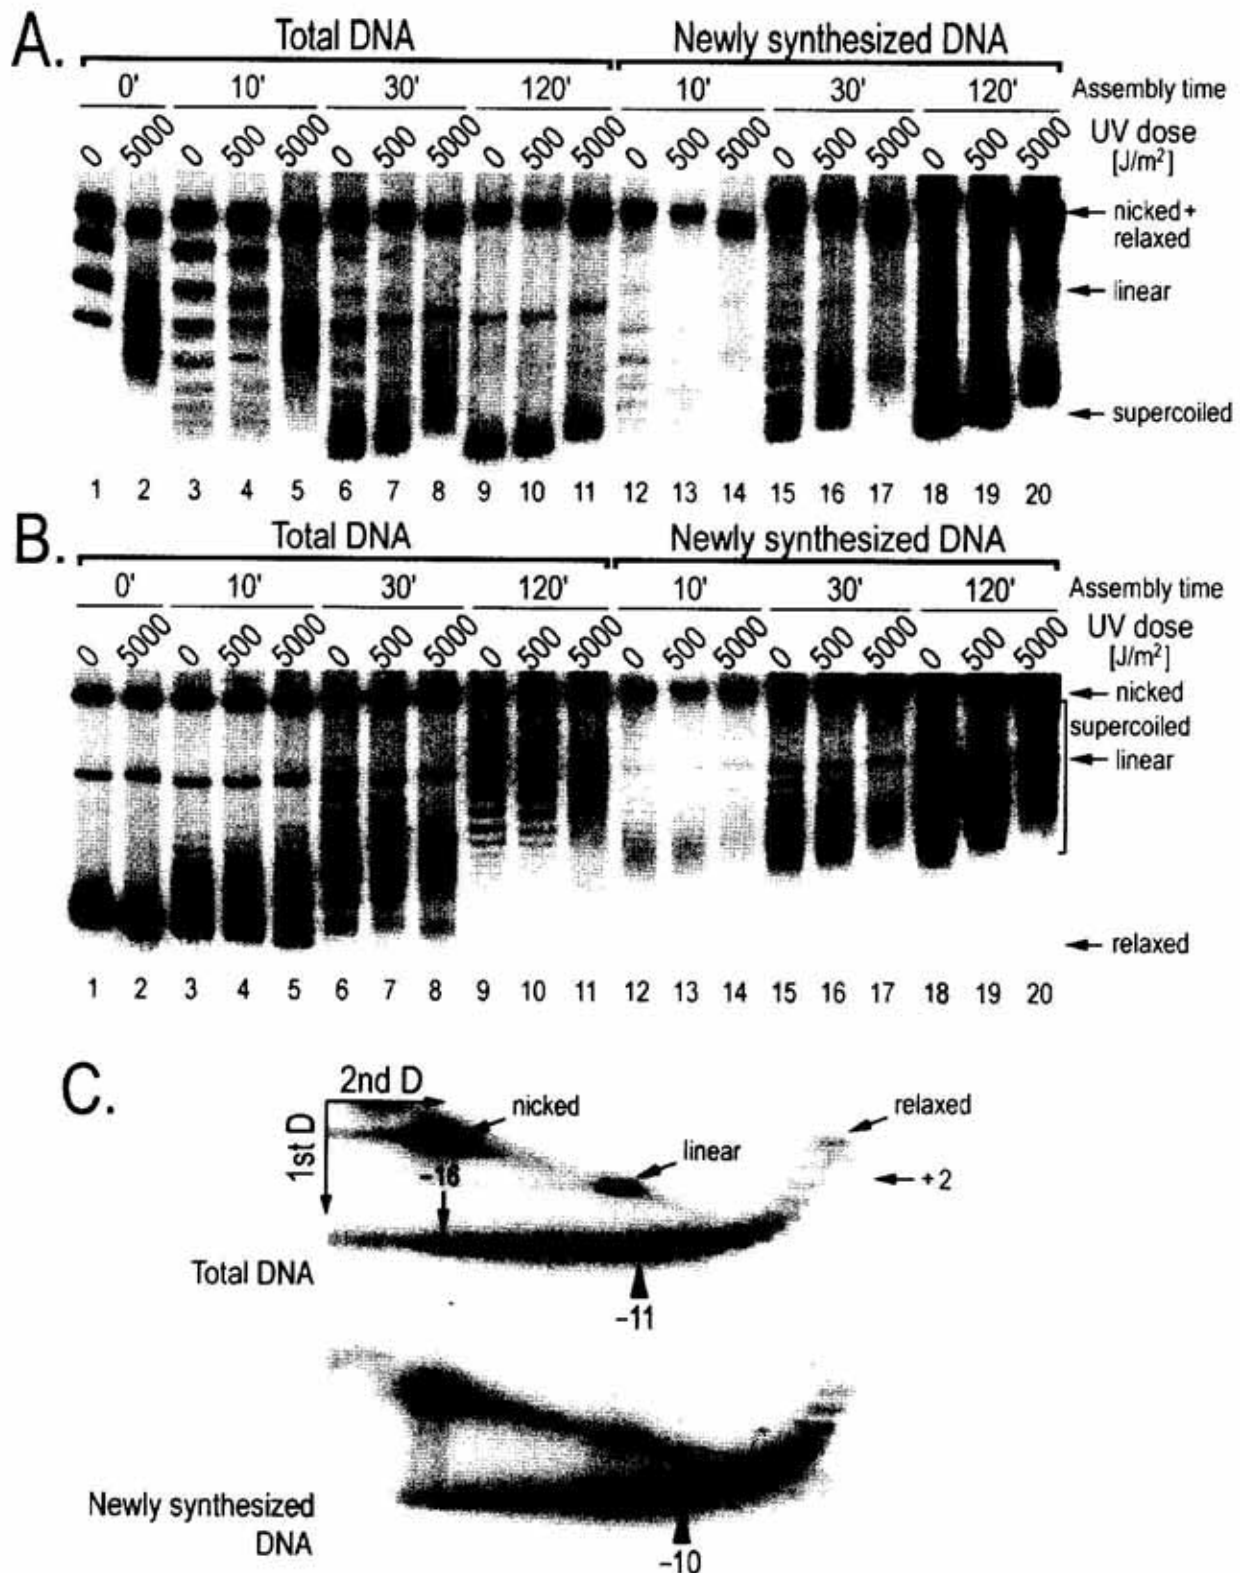 A.
Total DNA Newly synthesized DNA
0' 10' 30' 120' 10' 30' 120' Assembly time
0 5000 0 500 5000 0 500 5000 0 500 5000 0 500 5000 0 500 5000 0 500 5000 UV dose
[J/m²]
nicked +
relaxed
linear
supercoiled
1 2 3 4 5 6 7 8 9 10 11 12 13 14 15 16 17 18 19 20
B.
Total DNA Newly synthesized DNA
0' 10' 30' 120' 10' 30' 120' Assembly time
0 5000 0 500 5000 0 500 5000 0 500 5000 0 500 5000 0 500 5000 0 500 5000 UV dose
[J/m²]
nicked
supercoiled
linear
relaxed
1 2 3 4 5 6 7 8 9 10 11 12 13 14 15 16 17 18 19 20
C.
2nd D
1st D
nicked
relaxed
linear
–16
+2
Total DNA
–11
Newly synthesized
DNA
–10